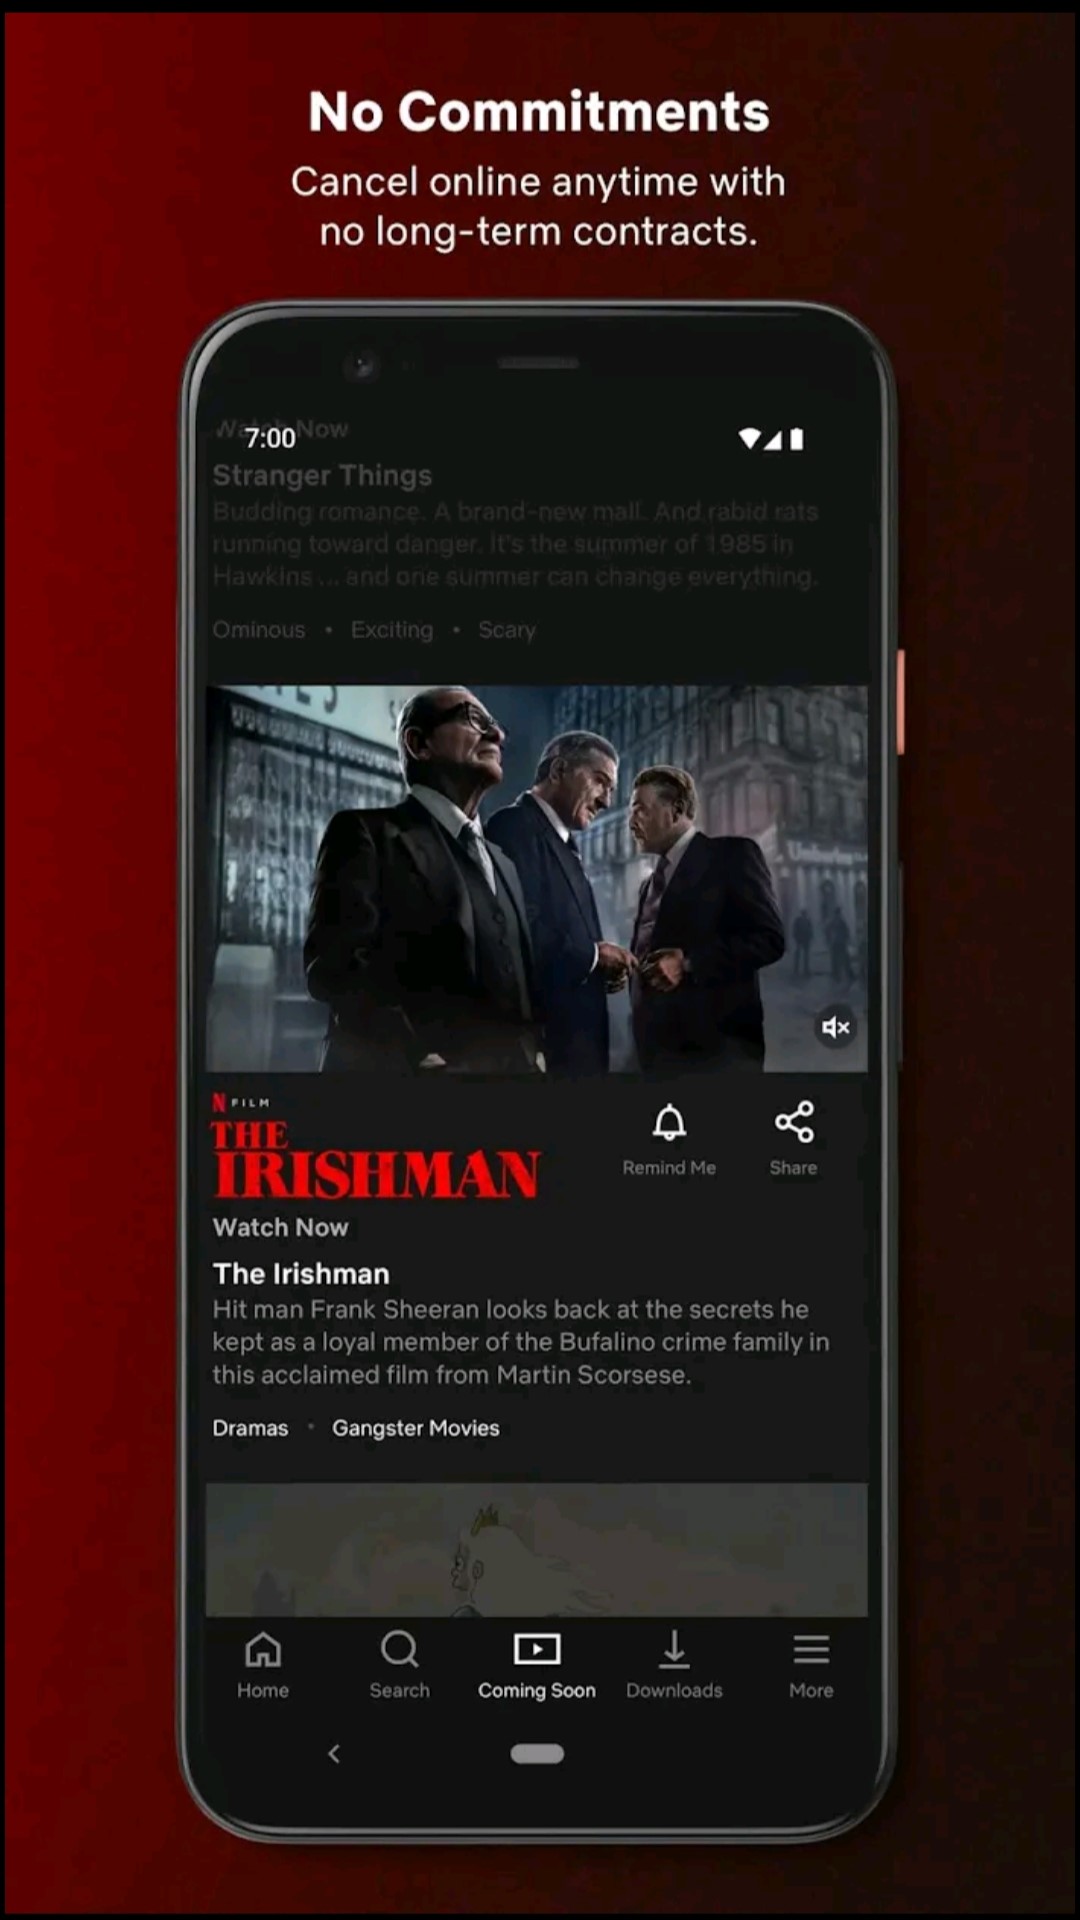 No Commitments
Cancel online anytime with
no long-term contracts.
7:00
Watch Now
Stranger Things
Budding romance. A brand-new mall. And rabid rats
running toward danger. It's the summer of 1985 in
Hawkins ... and one summer can change everything.
Ominous • Exciting • Scary
N FILM
THE
IRISHMAN
Remind Me
Share
Watch Now
The Irishman
Hit man Frank Sheeran looks back at the secrets he
kept as a loyal member of the Bufalino crime family in
this acclaimed film from Martin Scorsese.
Dramas • Gangster Movies
Home
Search
Coming Soon
Downloads
More